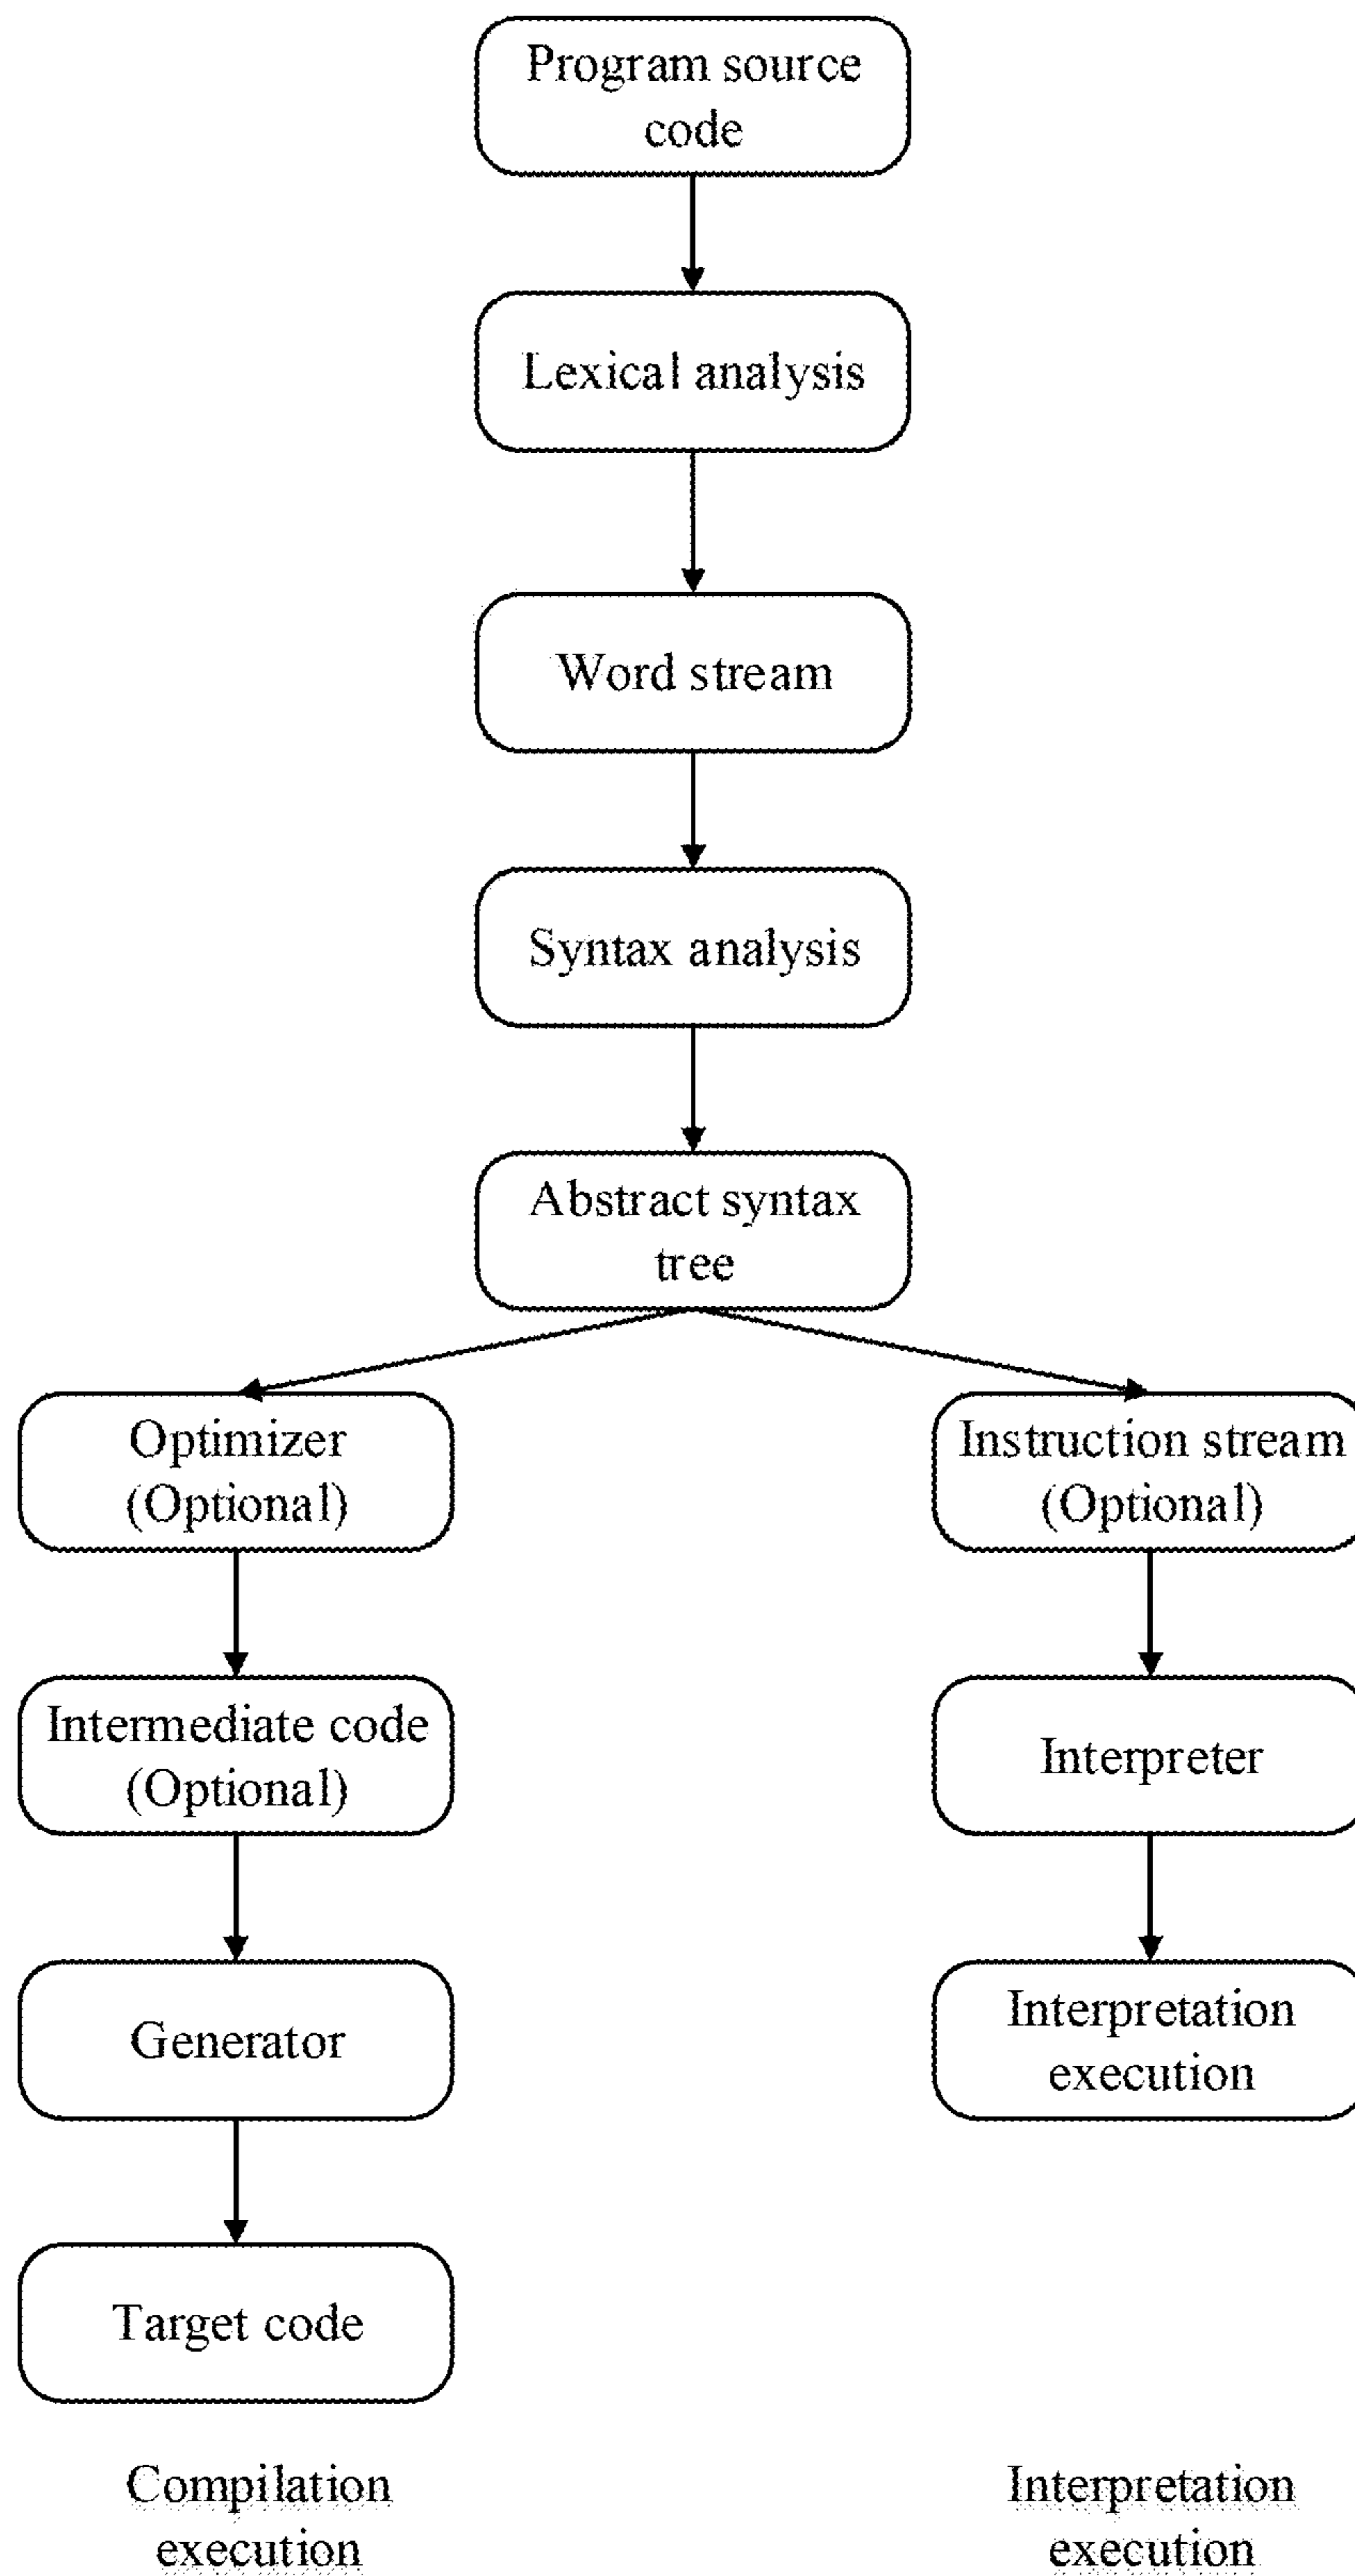 Program source
code
Lexical analysis
Word stream
Syntax analysis
Abstract syntax
tree
Optimizer
(Optional)
Instruction stream
(Optional)
Intermediate code
(Optional)
Interpreter
Generator
Interpretation
execution
Target code
Compilation
execution
Interpretation
execution